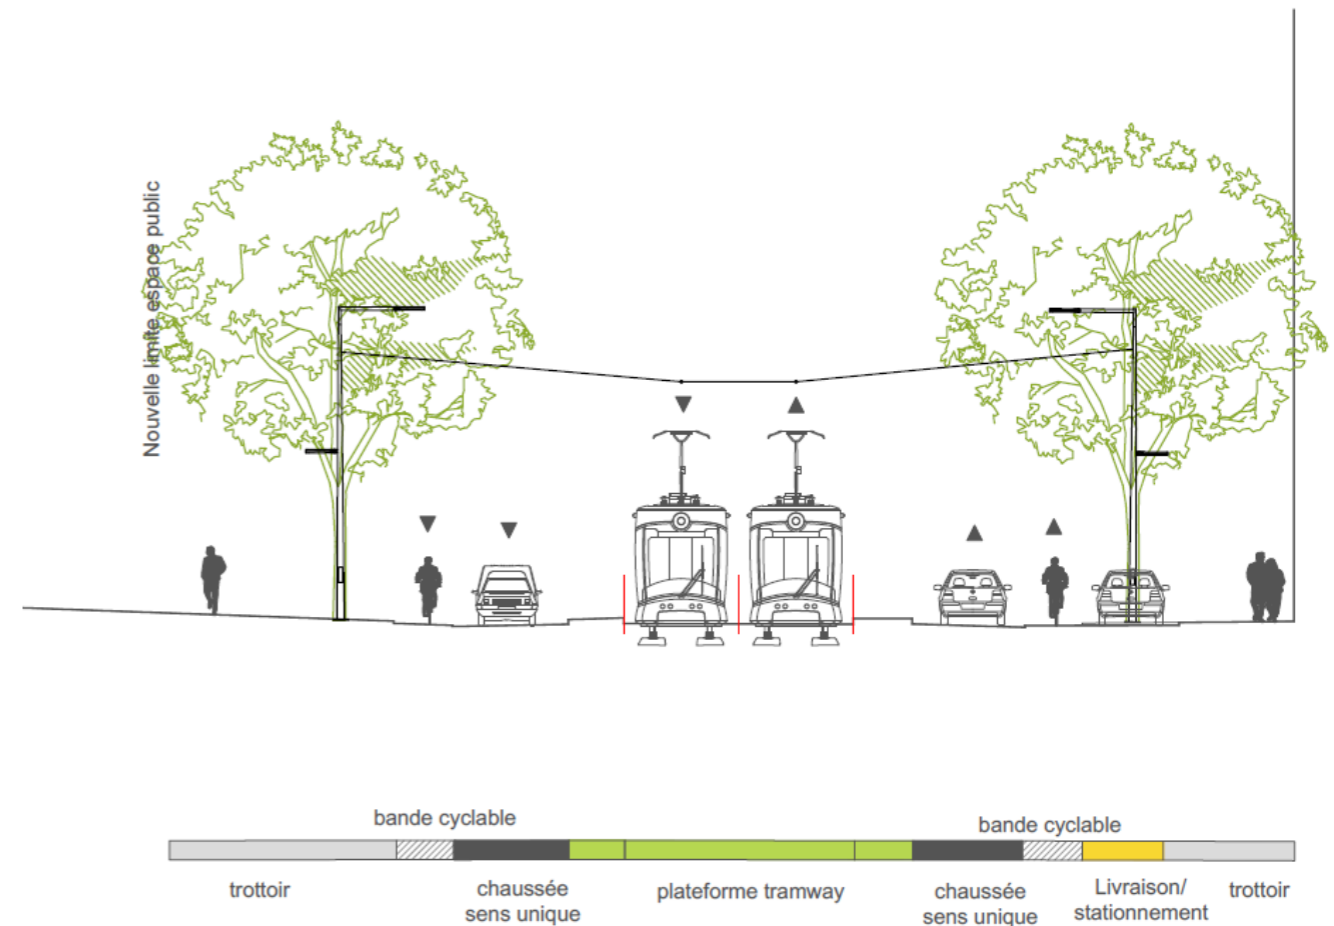 Nouvelle limite espace public
bande cyclable
bande cyclable
trottoir
chaussée
sens unique
plateforme tramway
chaussée
sens unique
Livraison/
stationnement
trottoir